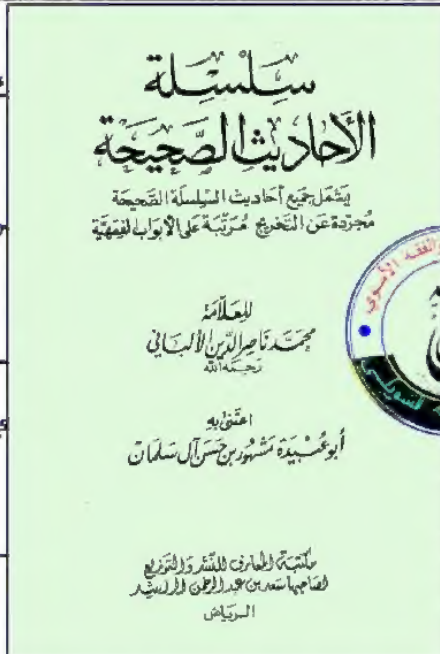 سلسلة
الأحاديث الصحيحة
يشمل جميع أحاديث السلسلة الصحيحة
مجردة عن التخريج مرتبة على الأبواب الفقهية
للعلامة
محمد ناصر الدين الألباني
رحمه الله
اعتنى به
أبو عبيدة مشهور بن حسن آل سلمان
مكتبة المعارف للنشر والتوزيع
لصاحبها سعد بن عبد الرحمن الراشد
الرياض